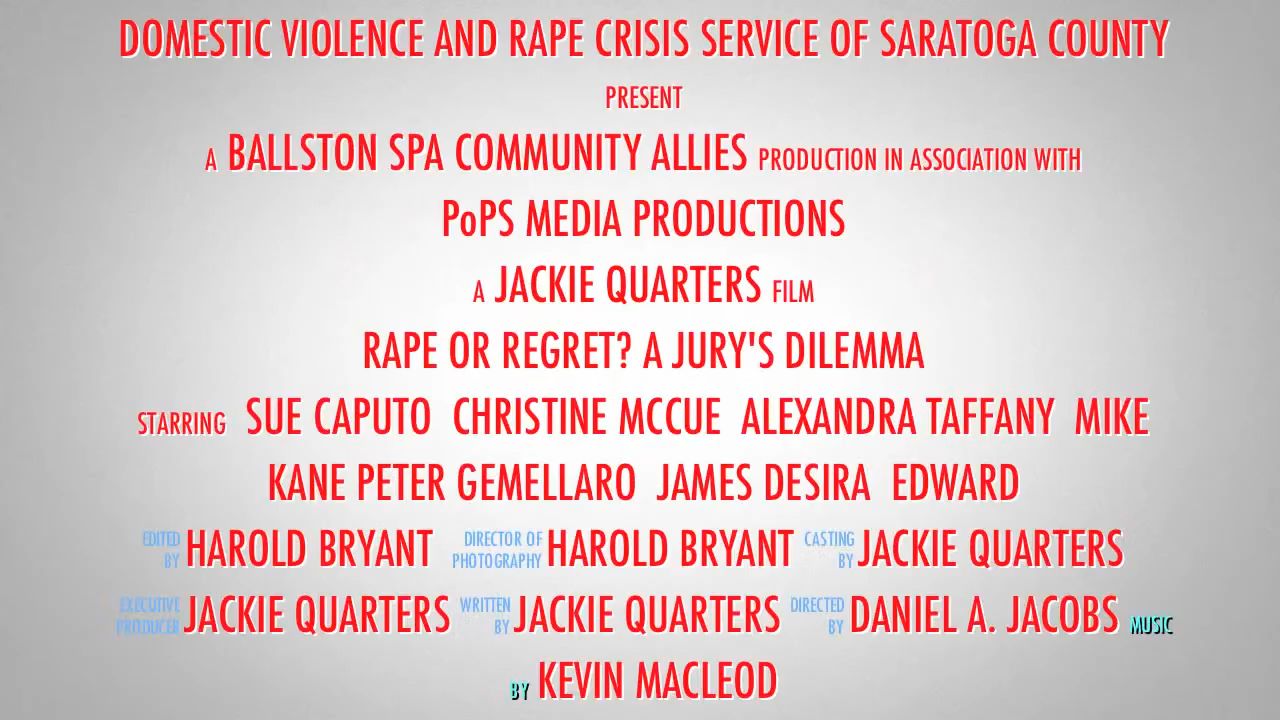 DOMESTIC VIOLENCE AND RAPE CRISIS SERVICE OF SARATOGA COUNTY
PRESENT
A BALLSTON SPA COMMUNITY ALLIES PRODUCTION IN ASSOCIATION WITH
PoPS MEDIA PRODUCTIONS
A JACKIE QUARTERS FILM
RAPE OR REGRET? A JURY'S DILEMMA
STARRING SUE CAPUTO CHRISTINE MCCUE ALEXANDRA TAFFANY MIKE
KANE PETER GEMELLARO JAMES DESIRA EDWARD
EDITED BY HAROLD BRYANT DIRECTOR OF PHOTOGRAPHY HAROLD BRYANT CASTING BY JACKIE QUARTERS
EXECUTIVE PRODUCER JACKIE QUARTERS WRITTEN BY JACKIE QUARTERS DIRECTED BY DANIEL A. JACOBS MUSIC
BY KEVIN MACLEOD